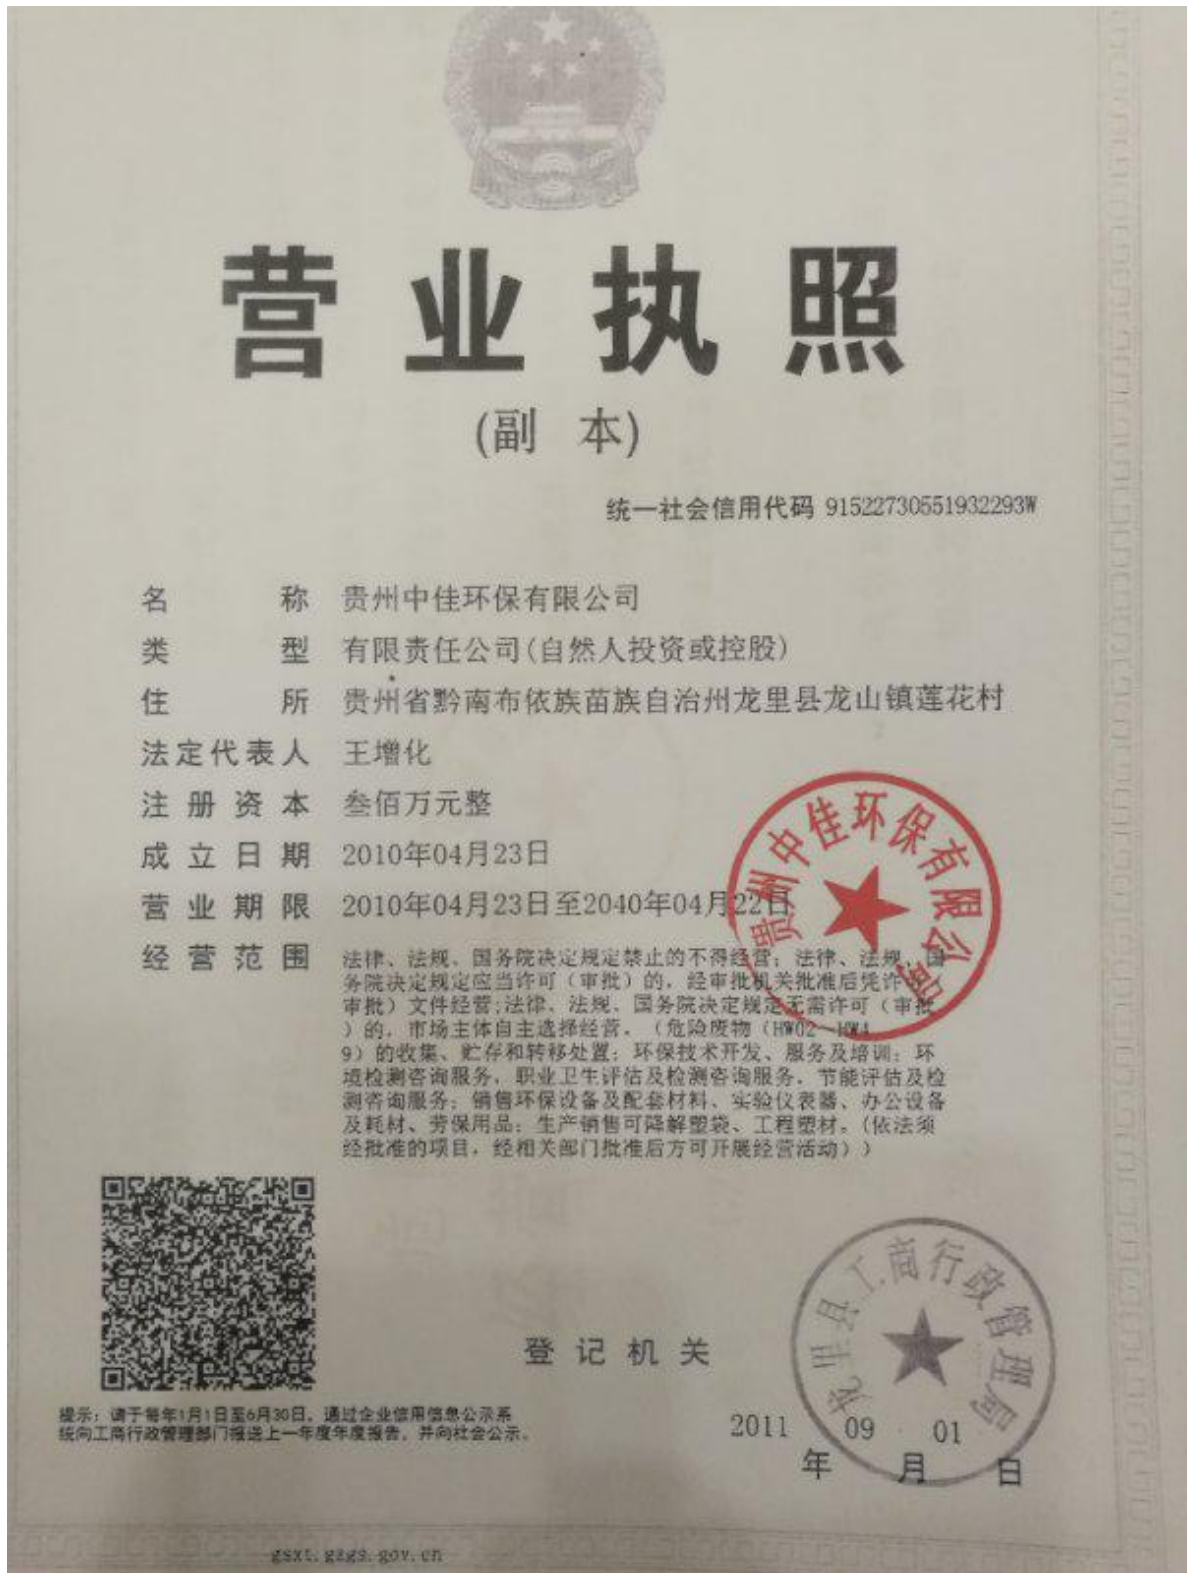 营业执照
(副 本)
统一社会信用代码 91522730551932293W
名称 贵州中佳环保有限公司
类型 有限责任公司(自然人投资或控股)
住所 贵州省黔南布依族苗族自治州龙里县龙山镇莲花村
法定代表人 王增化
注册资本 叁佰万元整
成立日期 2010年04月23日
营业期限 2010年04月23日至2040年04月22日
经营范围 法律、法规、国务院决定规定禁止的不得经营；法律、法规、国
务院决定规定应当许可（审批）的，经审批机关批准后凭许可（
审批）文件经营;法律、法规、国务院决定规定无需许可（审批
）的，市场主体自主选择经营。（危险废物（HW02—HW4
9）的收集、贮存和转移处置；环保技术开发、服务及培训；环
境检测咨询服务，职业卫生评估及检测咨询服务，节能评估及检
测咨询服务；销售环保设备及配套材料、实验仪表器、办公设备
及耗材、劳保用品；生产销售可降解塑袋、工程塑材。(依法须
经批准的项目，经相关部门批准后方可开展经营活动））
贵州中佳环保有限公司
登记机关
龙里县工商行政管理局
2011 09 01
年 月 日
提示：请于每年1月1日至6月30日，通过企业信用信息公示系
统向工商行政管理部门报送上一年度年度报告，并向社会公示。
gsxt.gzgs.gov.cn